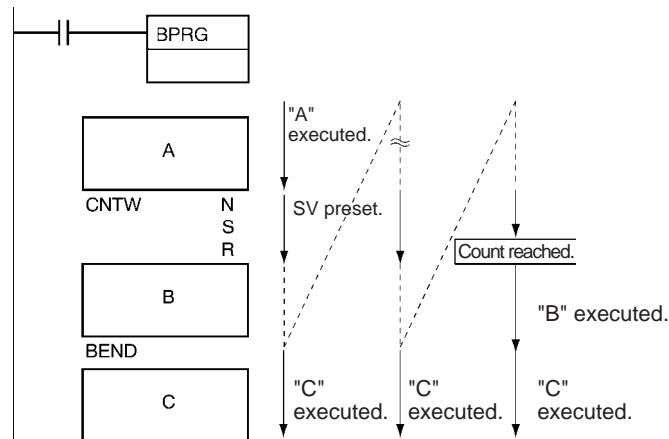 BPRG
A
"A"
executed.
CNTW N
S
R
SV preset.
Count reached.
B
"B" executed.
BEND
C
"C"
executed.
"C"
executed.
"C"
executed.